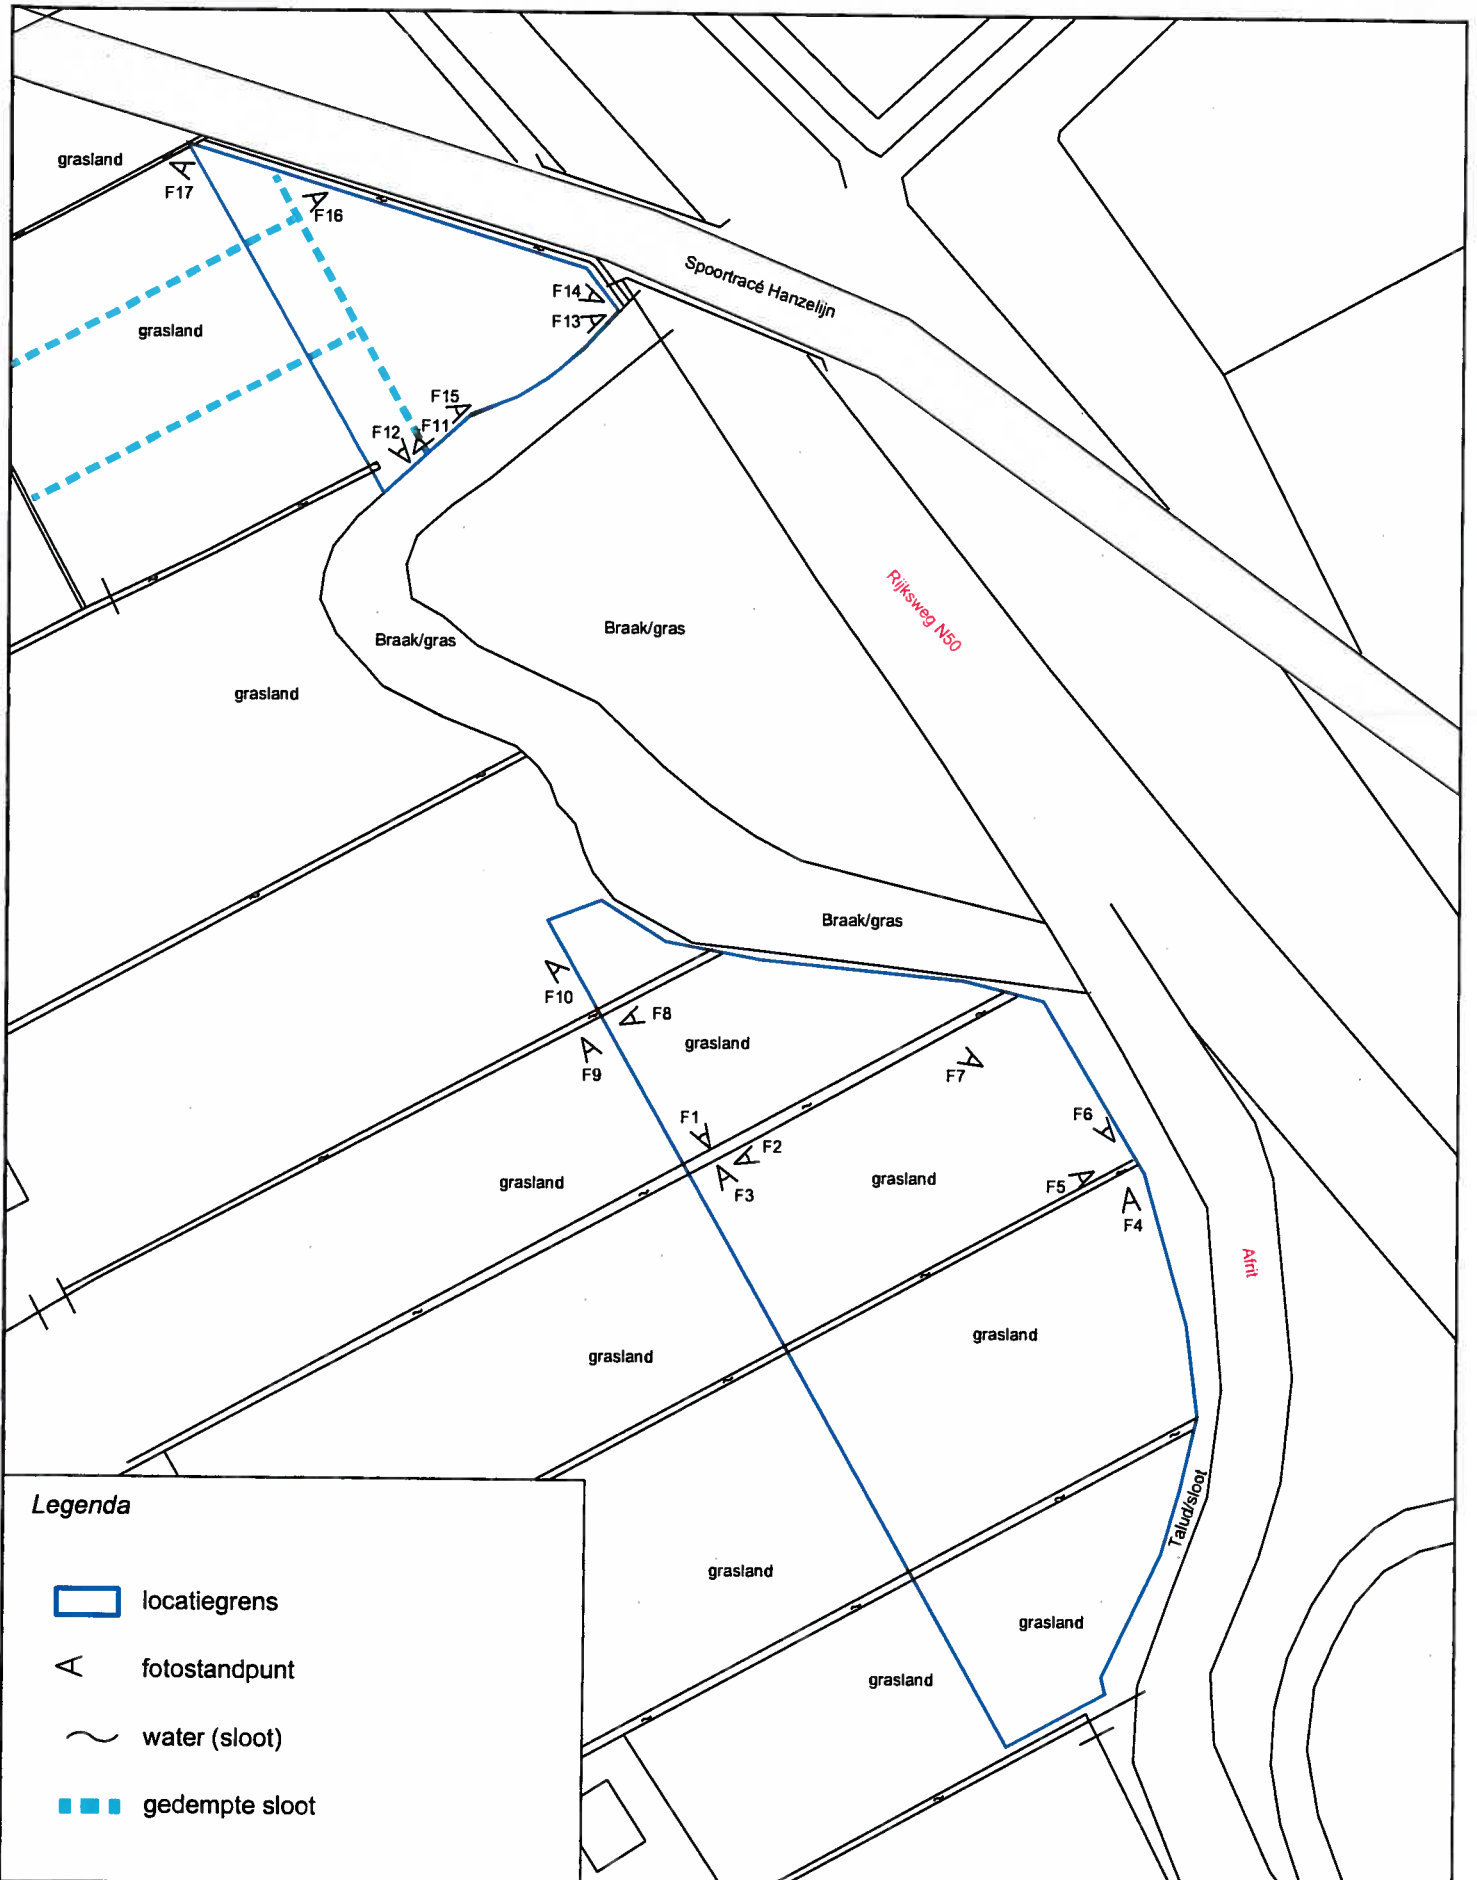 grasland
F17
F16
Spoortracé Hanzelijn
F14
F13
grasland
F15
F12
F11
Rijksweg N50
Braak/gras
Braak/gras
grasland
Braak/gras
F10
F8
grasland
F9
F7
F1
F6
F2
grasland
grasland
F3
F5
F4
Afrit
grasland
grasland
Talud/sloot
grasland
grasland
grasland
Legenda
locatiegrens
fotostandpunt
water (sloot)
gedempte sloot